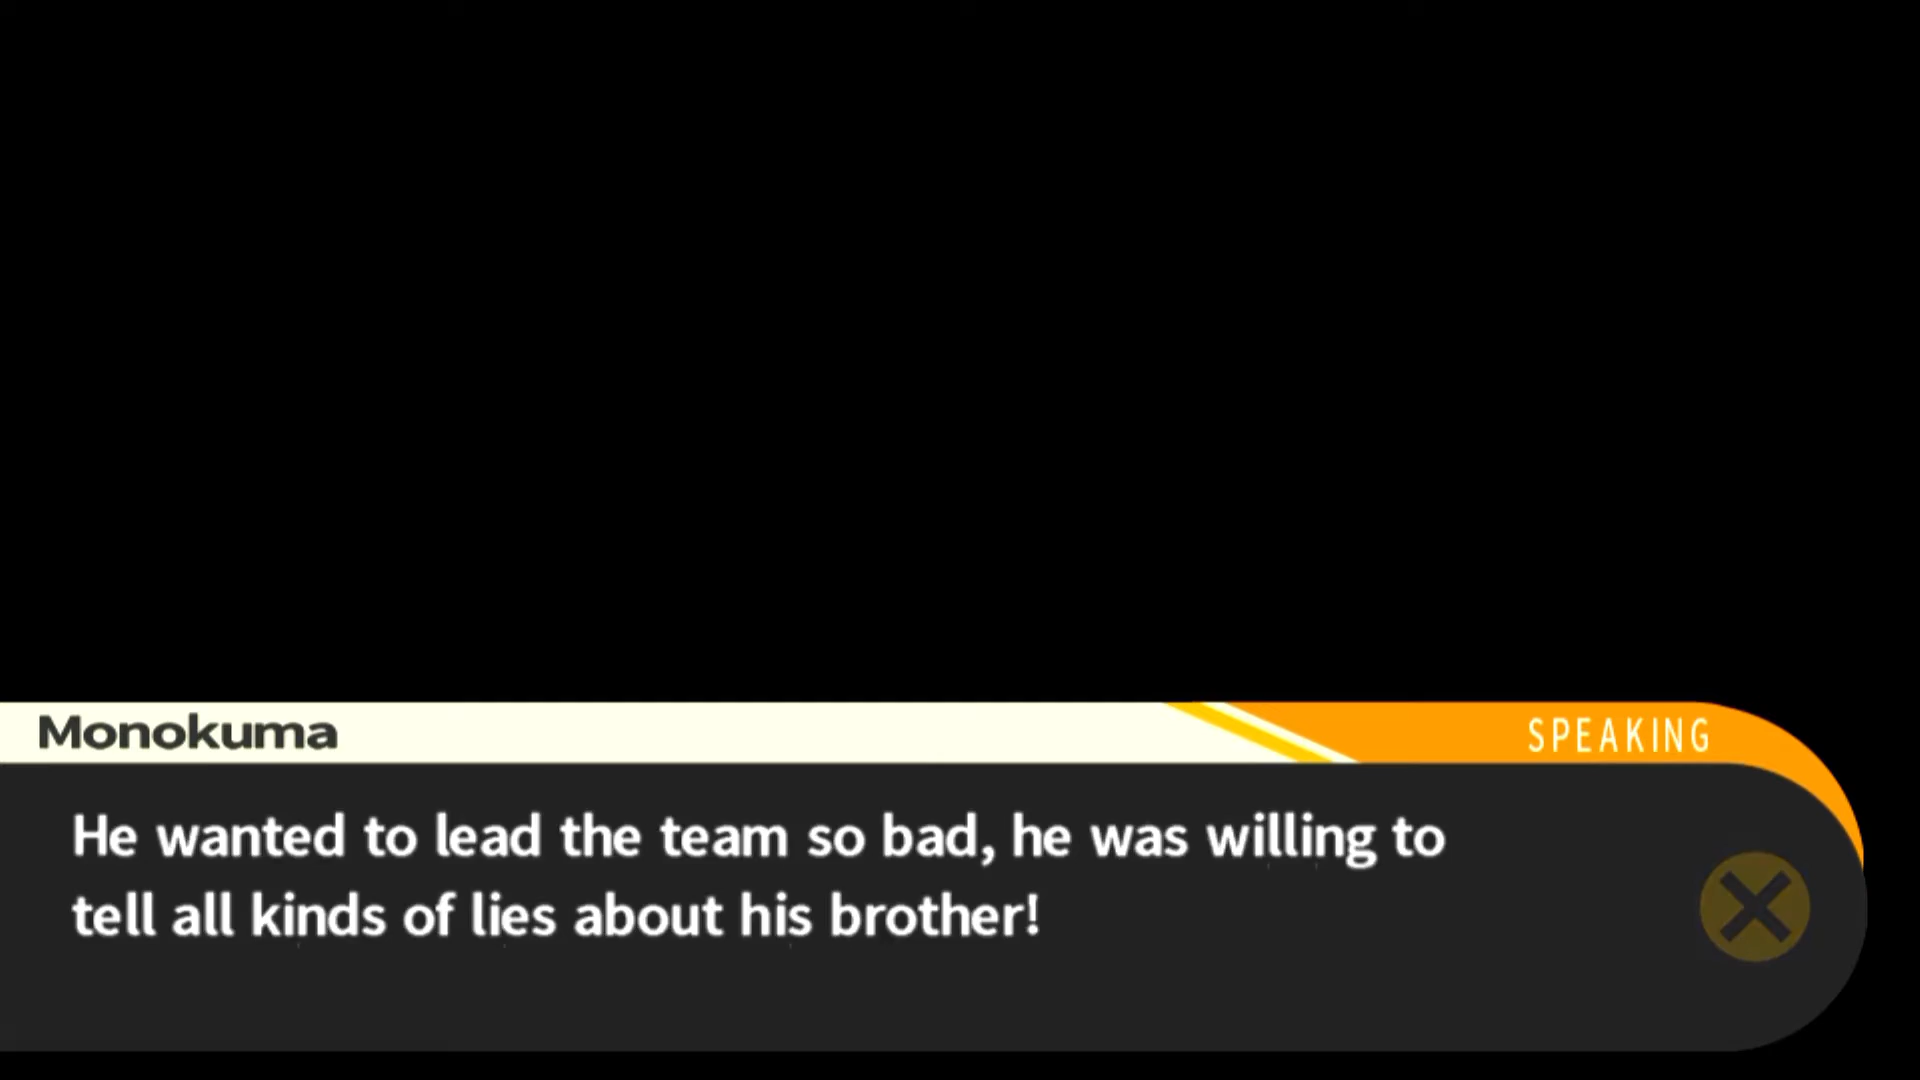 Monokuma
SPEAKING
He wanted to lead the team so bad, he was willing to
tell all kinds of lies about his brother!